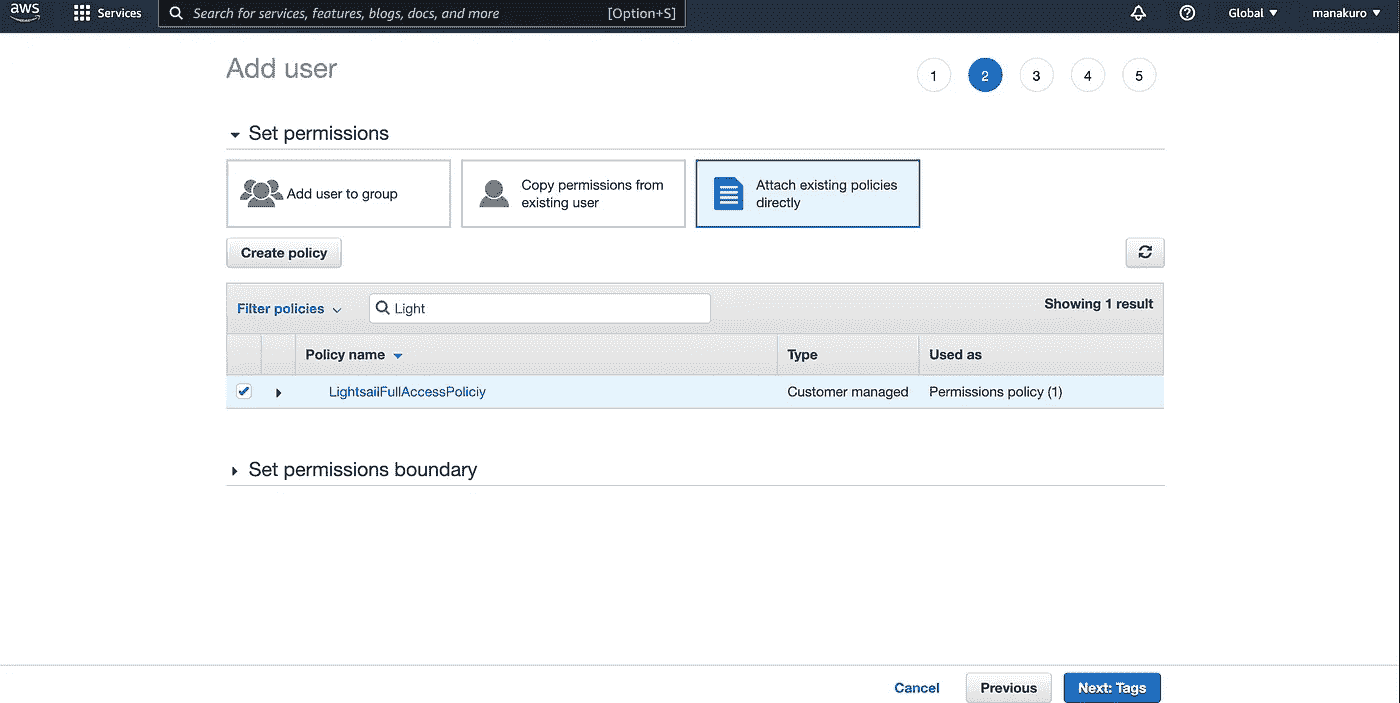 aws Services Search for services, features, blogs, docs, and more [Option+S] Global manakuro
Add user 1 2 3 4 5
Set permissions
Add user to group
Copy permissions from
existing user
Attach existing policies
directly
Create policy
Filter policies Light Showing 1 result
Policy name Type Used as
LightsailFullAccessPoliciy Customer managed Permissions policy (1)
Set permissions boundary
Cancel Previous Next: Tags